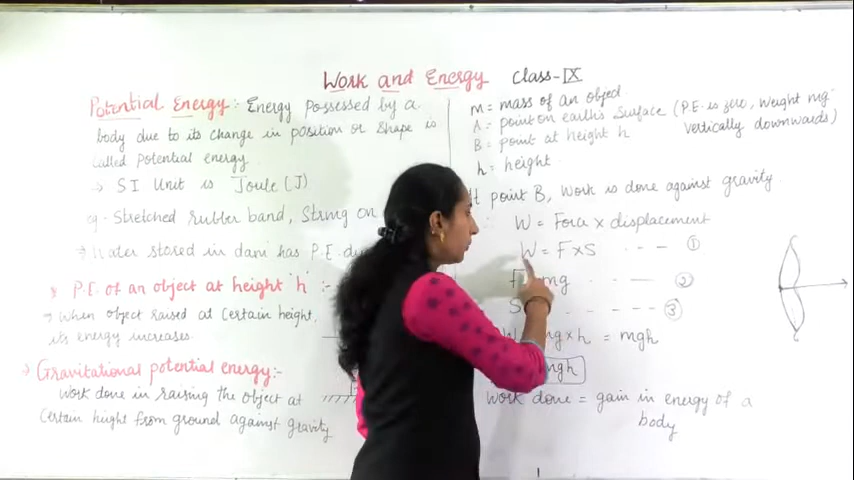 Work and Energy Class-IX
Potential Energy :- Energy Possessed by a
body due to its change in position or shape is
called Potential energy.
→ SI Unit is Joule (J)
eg - Stretched rubber band, String on
⇒ Water stored in dam has P.E. du
* P.E. of an object at height 'h' :-
→ When object raised at Certain height,
its energy increases.
→ Gravitational potential energy :-
Work done in raising the object at
Certain height from ground against gravity.
m = mass of an object.
A = point on earth's surface (P.E. is zero, Weight mg
vertically downwards)
B = point at height h
h = height.
point B, Work is done against gravity.
W = Force x displacement
W = F x S - - - ①
mg - - - ②
S - - - - - ③
mg x h = mgh
mgh
Work done = gain in energy of a
body